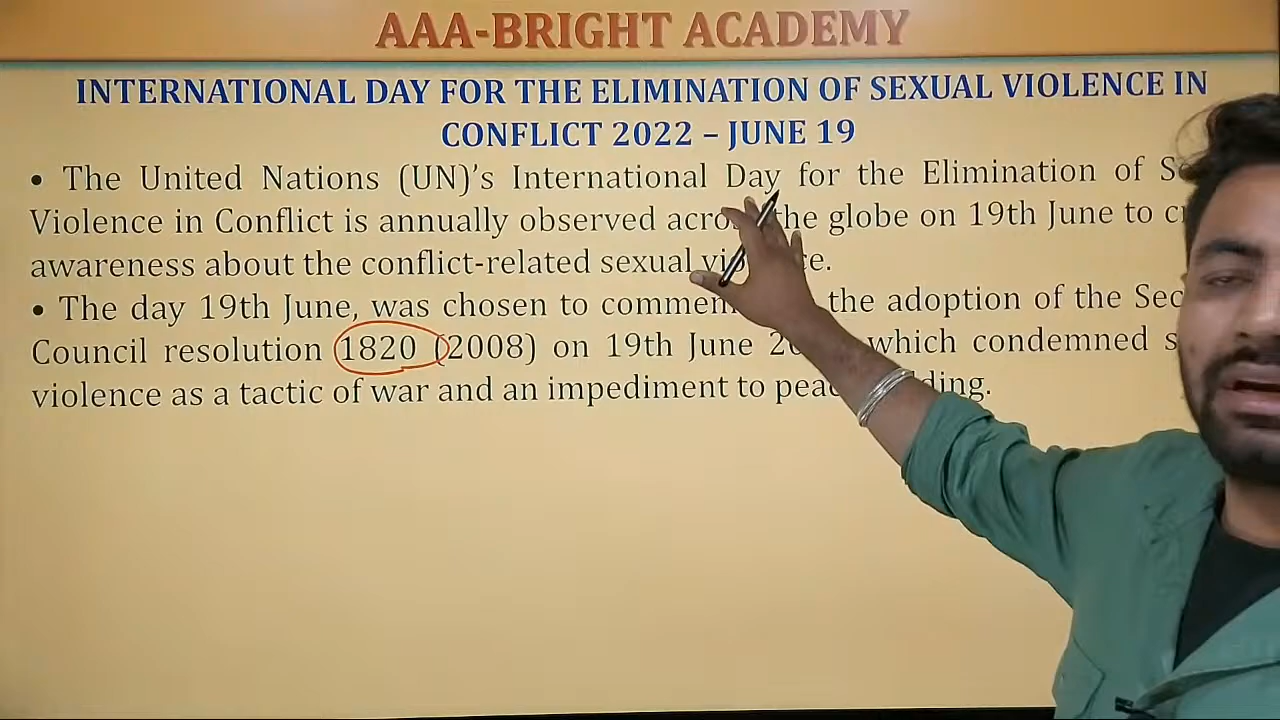 AAA-BRIGHT ACADEMY
INTERNATIONAL DAY FOR THE ELIMINATION OF SEXUAL VIOLENCE IN
CONFLICT 2022 – JUNE 19
• The United Nations (UN)’s International Day for the Elimination of
Violence in Conflict is annually observed the globe on 19th June to
awareness about the conflict-related sexual
• The day 19th June, was chosen to the adoption of the
Council resolution 1820 (2008) on 19th June which condemned
violence as a tactic of war and an impediment to